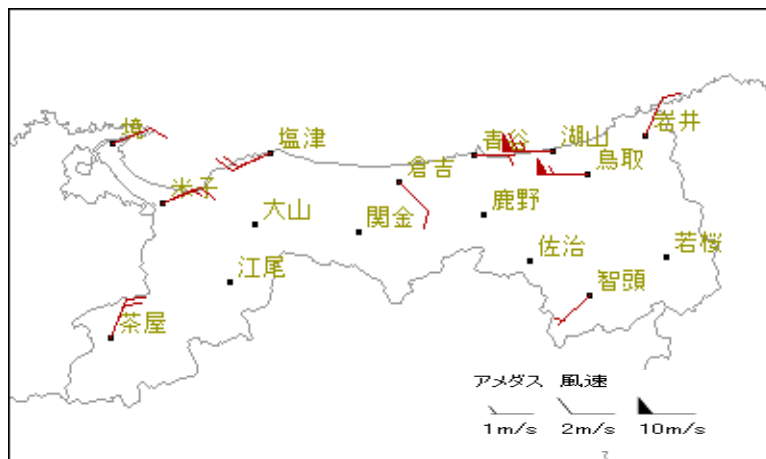 岩井
境
塩津
青谷
湖山
倉吉
鳥取
米子
大山
関金
鹿野
佐治
若桜
江尾
智頭
茶屋
アメダス 風速
1m/s 2m/s 10m/s